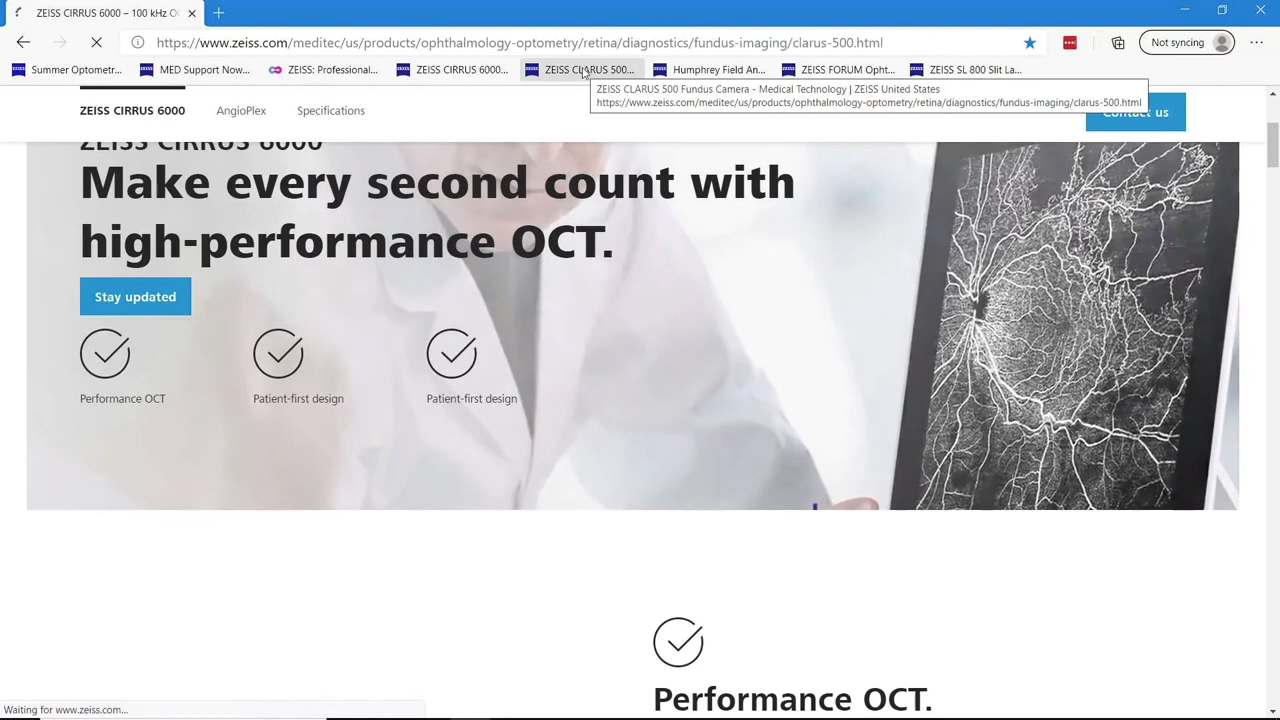 ZEISS CIRRUS 6000 – 100 kHz O
https://www.zeiss.com/meditec/us/products/ophthalmology-optometry/retina/diagnostics/fundus-imaging/clarus-500.html
Not syncing
Summer Optometr...
MED Support Now...
ZEISS: Professional...
ZEISS CIRRUS 6000...
ZEISS CLARUS 500...
Humphrey Field An...
ZEISS FORUM Opht...
ZEISS SL 800 Slit La...
ZEISS CLARUS 500 Fundus Camera - Medical Technology | ZEISS United States
https://www.zeiss.com/meditec/us/products/ophthalmology-optometry/retina/diagnostics/fundus-imaging/clarus-500.html
ZEISS CIRRUS 6000
AngioPlex
Specifications
Contact us
ZEISS CIRRUS 6000
Make every second count with
high-performance OCT.
Stay updated
Performance OCT
Patient-first design
Patient-first design
Performance OCT.
Waiting for www.zeiss.com...